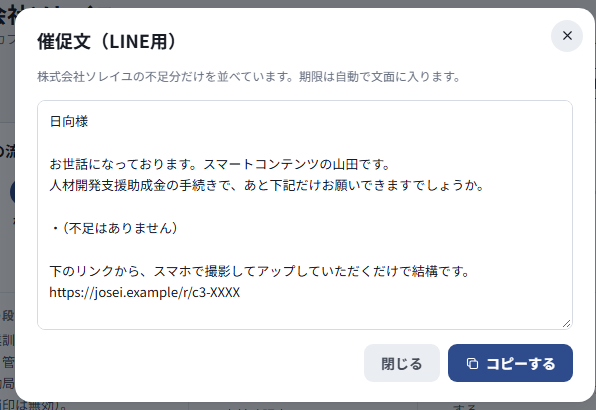 催促文（LINE用）
株式会社ソレイユの不足分だけを並べています。期限は自動で文面に入ります。
日向様
お世話になっております。スマートコンテンツの山田です。
人材開発支援助成金の手続きで、あと下記だけお願いできますでしょうか。
・（不足はありません）
下のリンクから、スマホで撮影してアップしていただくだけで結構です。
https://josei.example/r/c3-XXXX
閉じる
コピーする